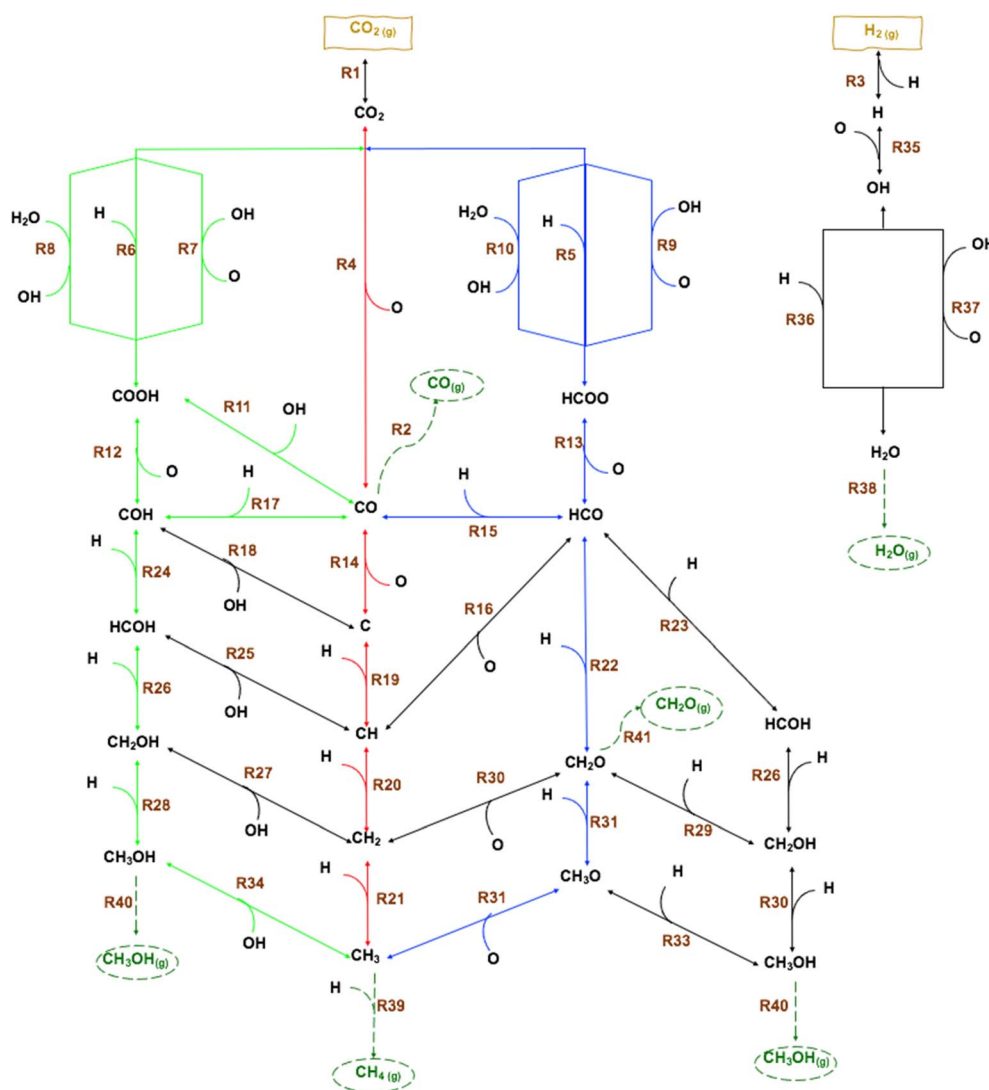 CO₂ (g)
H₂ (g)
R1
R3
H
CO₂
H
O
R35
OH
H₂O
H
OH
H₂O
H
OH
OH
R8
R6
R7
R4
R10
R5
R9
H
R36
R37
OH
O
O
OH
O
O
COOH
R11
OH
CO(g)
R2
HCOO
R12
O
R13
O
H₂O
R38
H
R17
CO
H
R15
COH
HCO
H₂O(g)
H
R24
R18
OH
R14
O
R16
H
R23
HCOH
C
H
R22
O
H
R26
R25
OH
H
R19
CH₂O(g)
HCOH
CH₂OH
CH
R41
H
R28
R27
OH
H
R20
R30
O
CH₂O
H
R31
H
R29
R26
H
CH₃OH
CH₂
CH₂OH
R40
R34
OH
H
R21
R31
O
CH₃O
H
R33
R30
H
CH₃OH(g)
CH₃
CH₃OH
H
R39
R40
CH₄ (g)
CH₃OH(g)